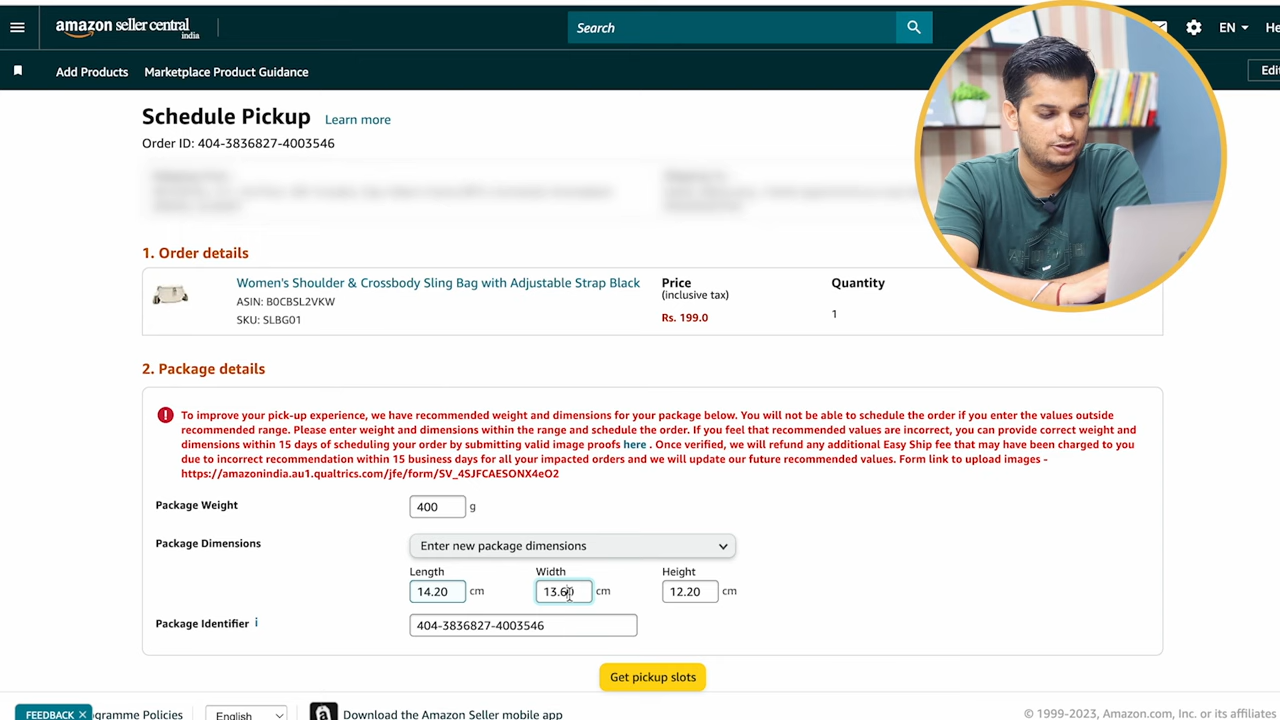 amazon seller central
india
Search
EN
He
Add Products
Marketplace Product Guidance
Edi
Schedule Pickup
Learn more
Order ID: 404-3836827-4003546
1. Order details
Women's Shoulder & Crossbody Sling Bag with Adjustable Strap Black
ASIN: B0CBSL2VKW
SKU: SLBG01
Price
(inclusive tax)
Rs. 199.0
Quantity
1
2. Package details
To improve your pick-up experience, we have recommended weight and dimensions for your package below. You will not be able to schedule the order if you enter the values outside
recommended range. Please enter weight and dimensions within the range and schedule the order. If you feel that recommended values are incorrect, you can provide correct weight and
dimensions within 15 days of scheduling your order by submitting valid image proofs here . Once verified, we will refund any additional Easy Ship fee that may have been charged to you
due to incorrect recommendation within 15 business days for all your impacted orders and we will update our future recommended values. Form link to upload images -
https://amazonindia.au1.qualtrics.com/jfe/form/SV_4SJFCAESONX4eO2
Package Weight
400 g
Package Dimensions
Enter new package dimensions
Length Width Height
14.20 cm 13.60 cm 12.20 cm
Package Identifier i
404-3836827-4003546
Get pickup slots
FEEDBACK ×
gramme Policies
English
Download the Amazon Seller mobile app
© 1999-2023, Amazon.com, Inc. or its affiliates